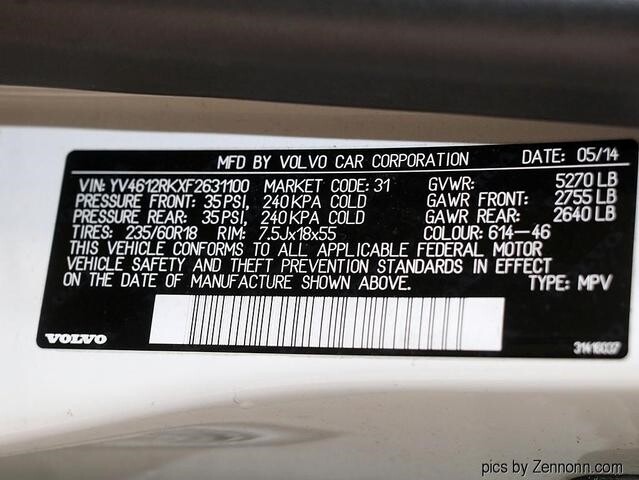 MFD BY VOLVO CAR CORPORATION DATE: 05/14
VIN: YV4612RKXF2631100 MARKET CODE: 31 GVWR: 5270 LB
PRESSURE FRONT: 35 PSI, 240 KPA COLD GAWR FRONT: 2755 LB
PRESSURE REAR: 35 PSI, 240 KPA COLD GAWR REAR: 2640 LB
TIRES: 235/60R18 RIM: 7.5Jx18x55 COLOUR: 614-46
THIS VEHICLE CONFORMS TO ALL APPLICABLE FEDERAL MOTOR
VEHICLE SAFETY AND THEFT PREVENTION STANDARDS IN EFFECT
ON THE DATE OF MANUFACTURE SHOWN ABOVE. TYPE: MPV
VOLVO
pics by Zennonn.com